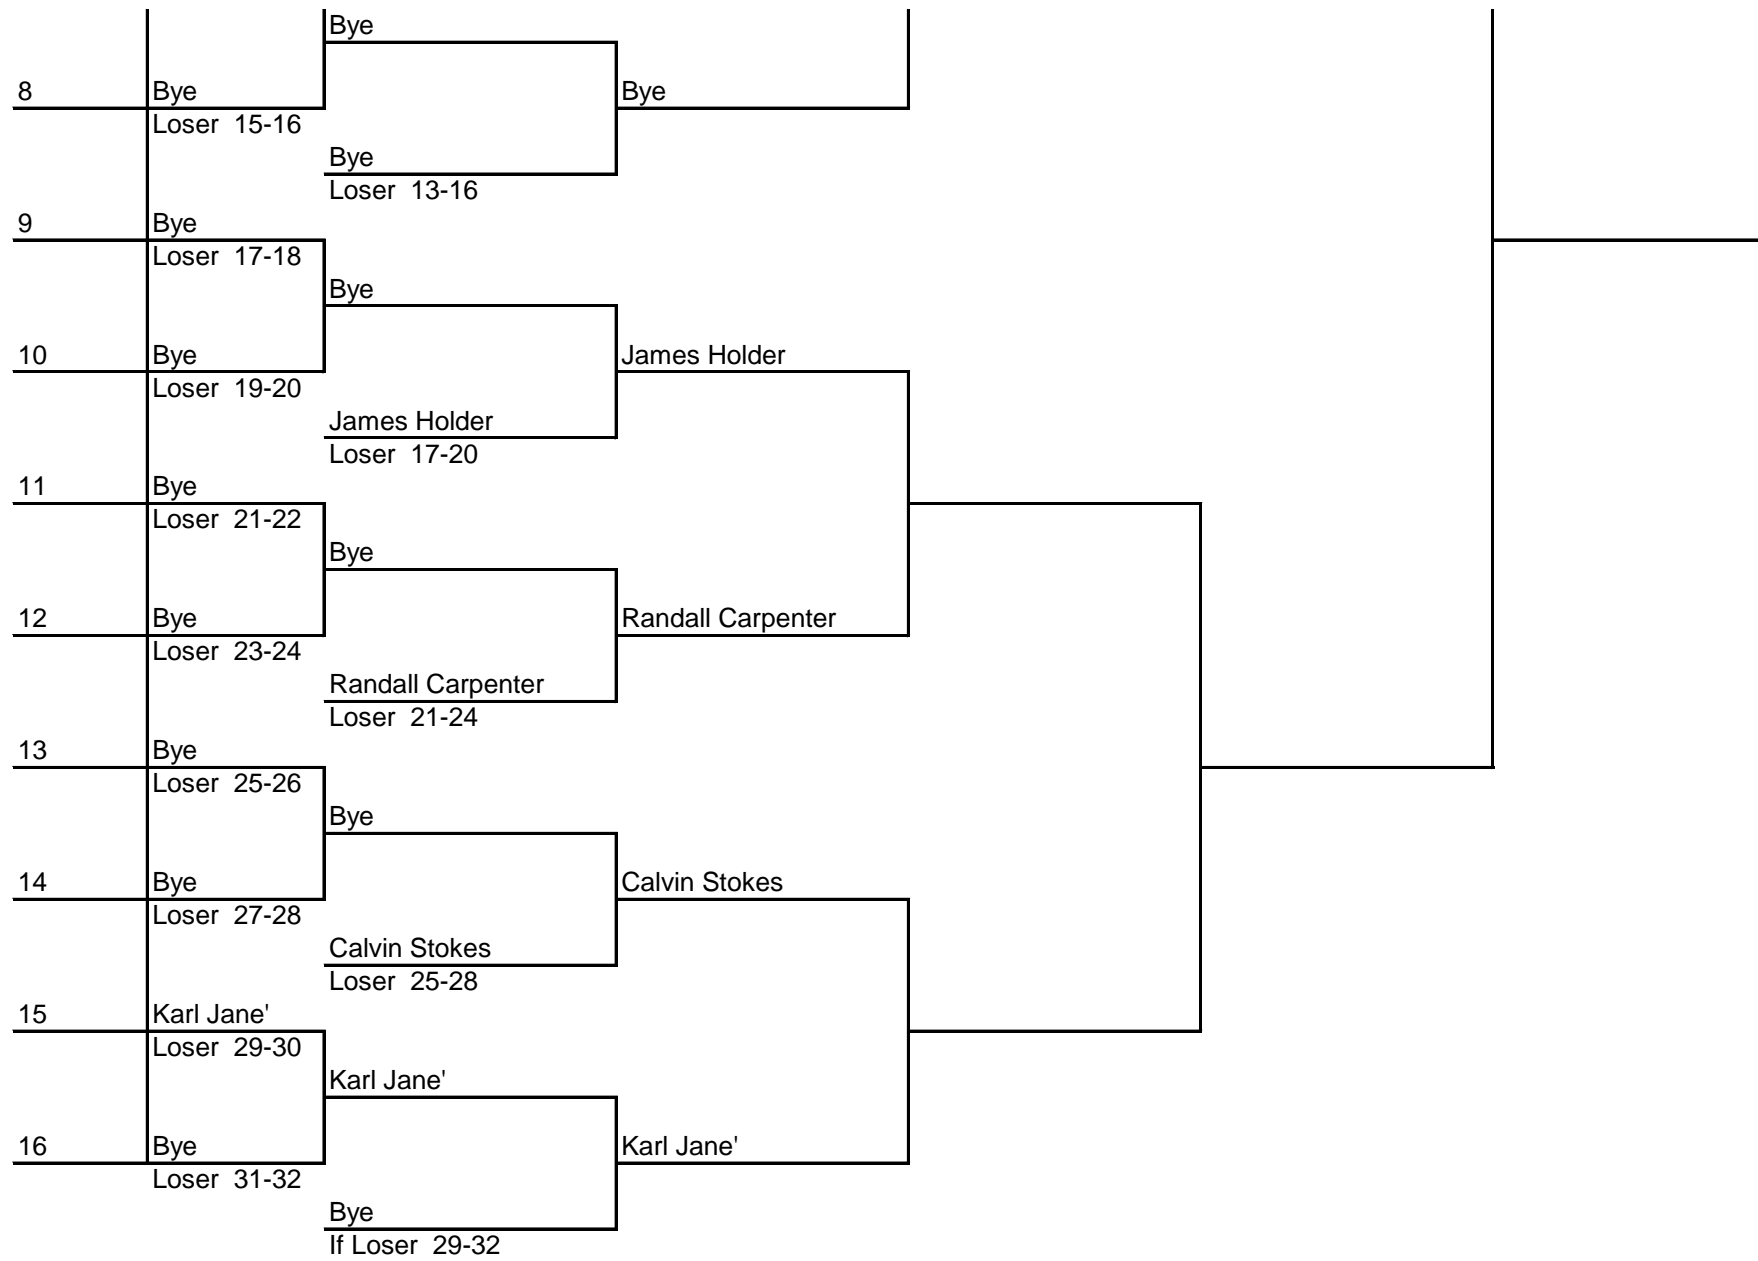 Bye
8 Bye Bye
Loser 15-16
Bye
Loser 13-16
9 Bye
Loser 17-18
Bye
10 Bye James Holder
Loser 19-20
James Holder
Loser 17-20
11 Bye
Loser 21-22
Bye
12 Bye Randall Carpenter
Loser 23-24
Randall Carpenter
Loser 21-24
13 Bye
Loser 25-26
Bye
14 Bye Calvin Stokes
Loser 27-28
Calvin Stokes
Loser 25-28
15 Karl Jane'
Loser 29-30
Karl Jane'
16 Bye Karl Jane'
Loser 31-32
Bye
If Loser 29-32